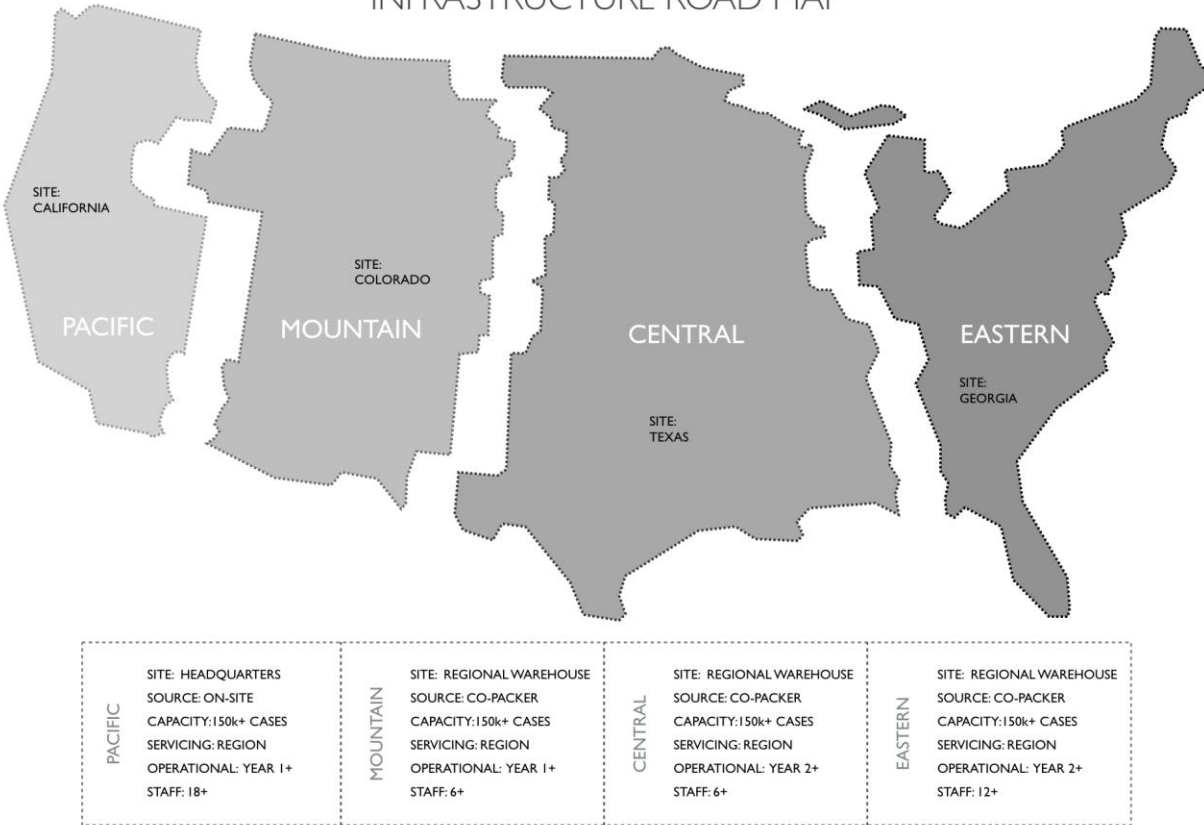 INFRASTRUCTURE ROAD MAP
SITE:
CALIFORNIA
PACIFIC
SITE:
COLORADO
MOUNTAIN
CENTRAL
SITE:
TEXAS
EASTERN
SITE:
GEORGIA
PACIFIC
SITE: HEADQUARTERS
SOURCE: ON-SITE
CAPACITY:150k+ CASES
SERVICING: REGION
OPERATIONAL: YEAR 1+
STAFF: 18+
MOUNTAIN
SITE: REGIONAL WAREHOUSE
SOURCE: CO-PACKER
CAPACITY:150k+ CASES
SERVICING: REGION
OPERATIONAL: YEAR 1+
STAFF: 6+
CENTRAL
SITE: REGIONAL WAREHOUSE
SOURCE: CO-PACKER
CAPACITY:150k+ CASES
SERVICING: REGION
OPERATIONAL: YEAR 2+
STAFF: 6+
EASTERN
SITE: REGIONAL WAREHOUSE
SOURCE: CO-PACKER
CAPACITY:150k+ CASES
SERVICING: REGION
OPERATIONAL: YEAR 2+
STAFF: 12+